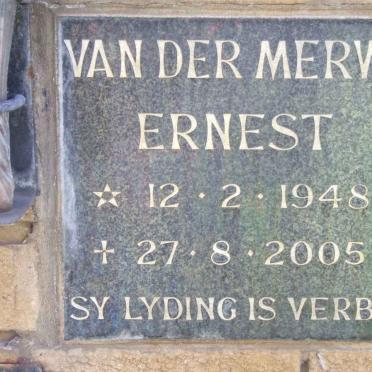 VAN DER MERW
ERNEST
☆ 12 · 2 · 1948
✝ 27 · 8 · 2005
SY LYDING IS VERB